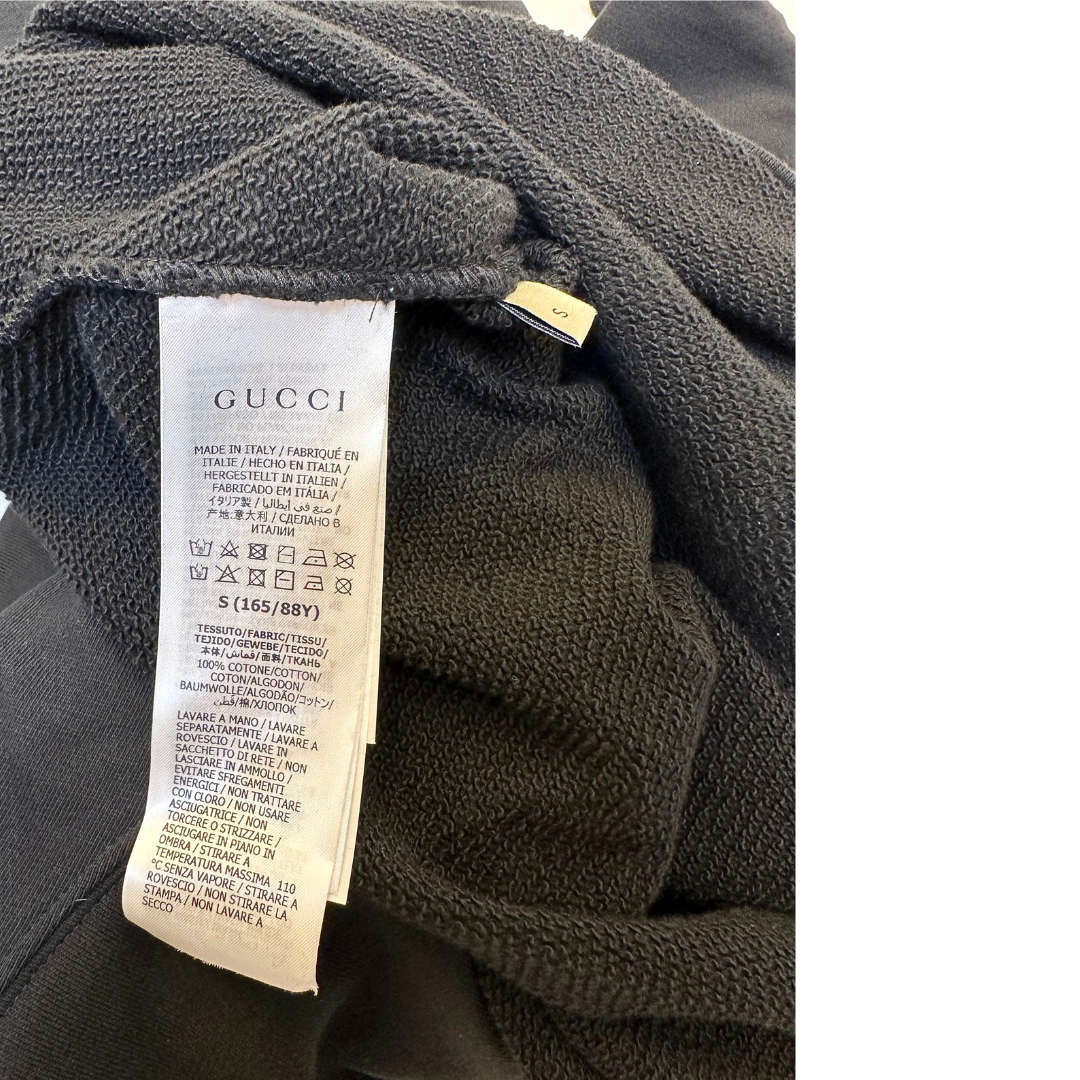 S
GUCCI
MADE IN ITALY / FABRIQUÉ EN
ITALIE / HECHO EN ITALIA /
HERGESTELLT IN ITALIEN /
FABRICADO EM ITÁLIA /
イタリア製 / صنع في إيطاليا /
产地:意大利 / СДЕЛАНО В
ИТАЛИИ
S (165/88Y)
TESSUTO/FABRIC/TISSU/
TEJIDO/GEWEBE/TECIDO/
本体/قماش/面料/ТКАНЬ
100% COTONE/COTTON/
COTON/ALGODON/
BAUMWOLLE/ALGODÃO/コットン/
قطن/棉/ХЛОПОК
LAVARE A MANO / LAVARE
SEPARATAMENTE / LAVARE A
ROVESCIO / LAVARE IN
SACCHETTO DI RETE / NON
LASCIARE IN AMMOLLO /
EVITARE SFREGAMENTI
ENERGICI / NON TRATTARE
CON CLORO / NON USARE
ASCIUGATRICE / NON
TORCERE O STRIZZARE /
ASCIUGARE IN PIANO IN
OMBRA / STIRARE A
TEMPERATURA MASSIMA 110
°C SENZA VAPORE / STIRARE A
ROVESCIO / NON STIRARE LA
STAMPA / NON LAVARE A
SECCO